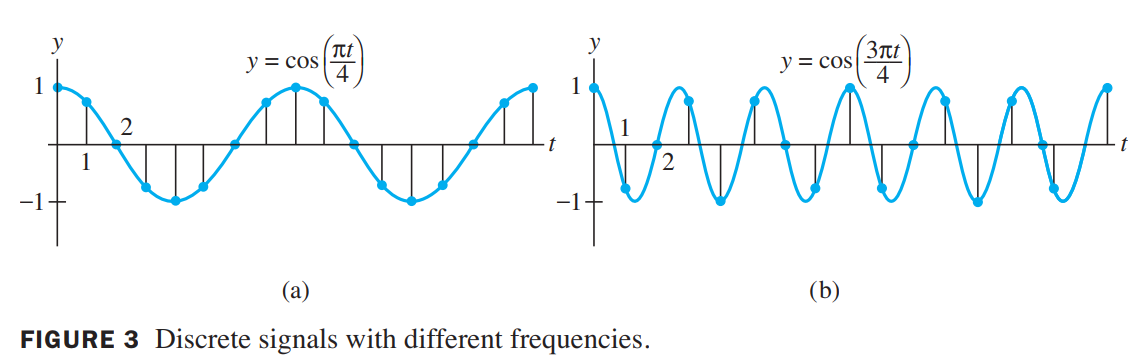 y
y = cos(πt/4)
1
2
1
t
−1
(a)
y
y = cos(3πt/4)
1
1
2
t
−1
(b)
FIGURE 3 Discrete signals with different frequencies.